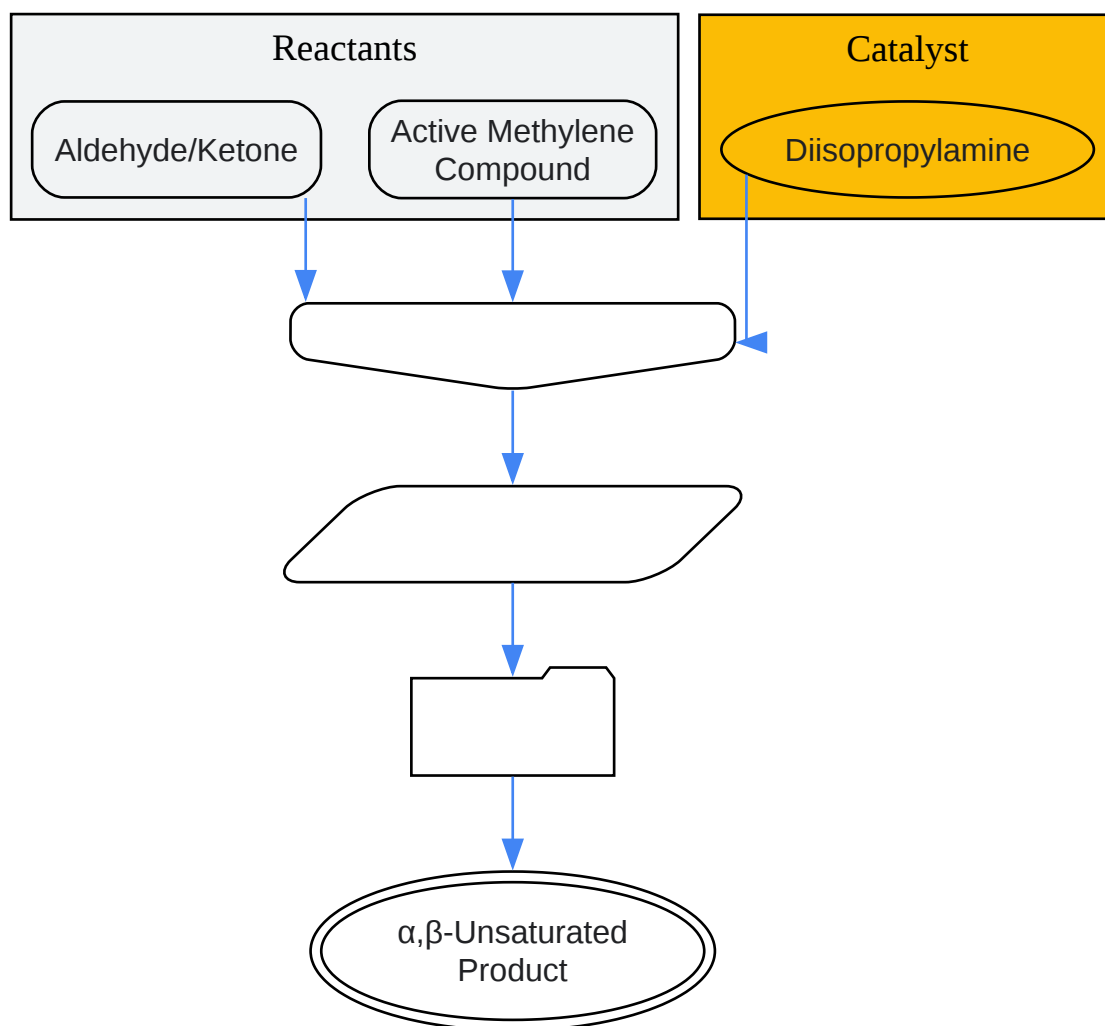 Reactants
Catalyst
Aldehyde/Ketone
Active Methylene
Compound
Diisopropylamine
α,β-Unsaturated
Product